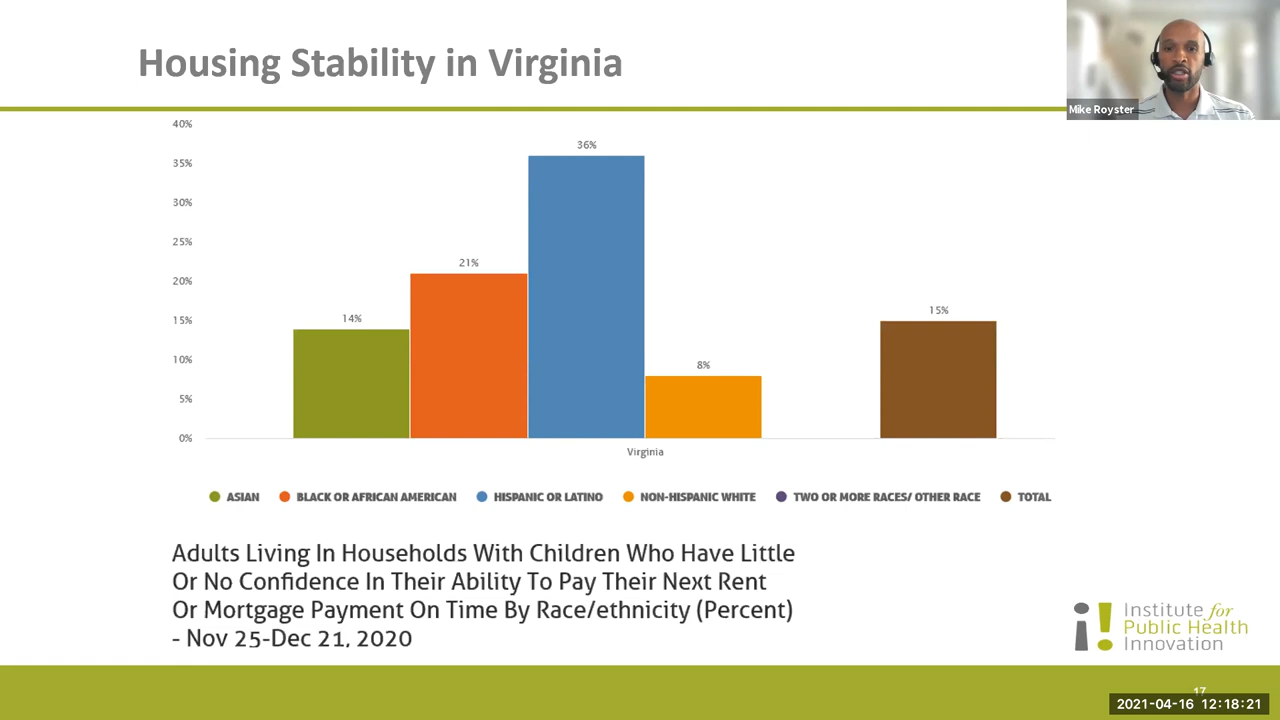 Housing Stability in Virginia
Mike Royster
40%
35%
30%
25%
20%
15%
10%
5%
0%
14%
21%
36%
8%
15%
Virginia
ASIAN
BLACK OR AFRICAN AMERICAN
HISPANIC OR LATINO
NON-HISPANIC WHITE
TWO OR MORE RACES/ OTHER RACE
TOTAL
Adults Living In Households With Children Who Have Little
Or No Confidence In Their Ability To Pay Their Next Rent
Or Mortgage Payment On Time By Race/ethnicity (Percent)
- Nov 25-Dec 21, 2020
Institute for
Public Health
Innovation
17
2021-04-16 12:18:21